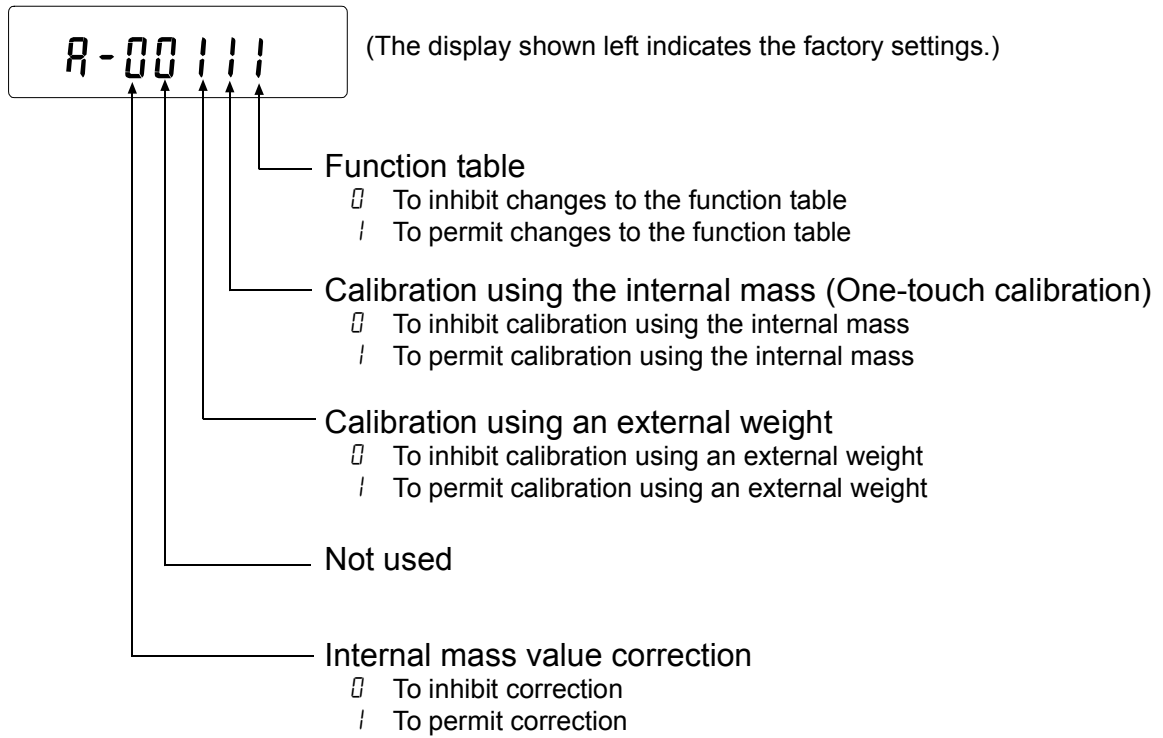 A-00111
(The display shown left indicates the factory settings.)
Function table
0 To inhibit changes to the function table
1 To permit changes to the function table
Calibration using the internal mass (One-touch calibration)
0 To inhibit calibration using the internal mass
1 To permit calibration using the internal mass
Calibration using an external weight
0 To inhibit calibration using an external weight
1 To permit calibration using an external weight
Not used
Internal mass value correction
0 To inhibit correction
1 To permit correction